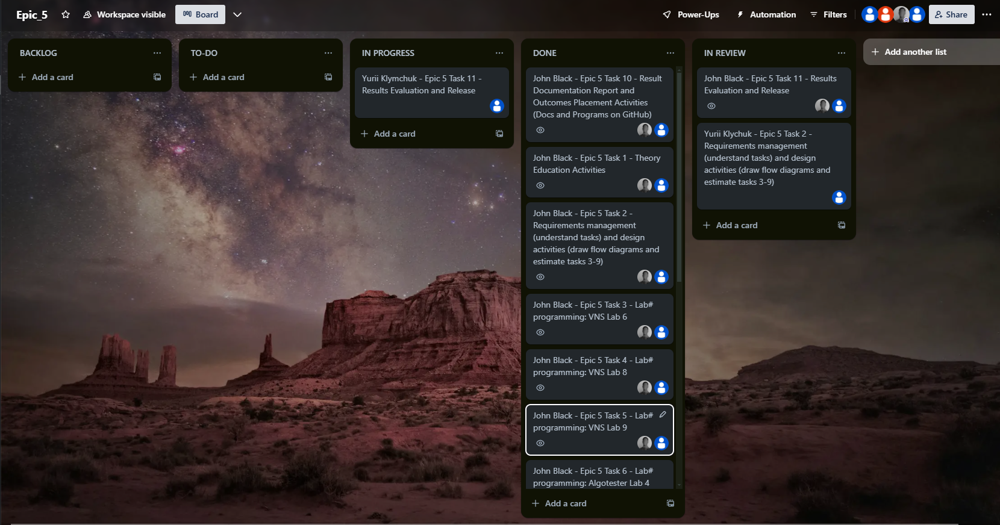 Epic_5
Workspace visible
Board
Power-Ups
Automation
Filters
Share
BACKLOG
Add a card
TO-DO
Add a card
IN PROGRESS
Yurii Klymchuk - Epic 5 Task 11 -
Results Evaluation and Release
Add a card
DONE
John Black - Epic 5 Task 10 - Result
Documentation Report and
Outcomes Placement Activities
(Docs and Programs on GitHub)
John Black - Epic 5 Task 1 - Theory
Education Activities
John Black - Epic 5 Task 2 -
Requirements management
(understand tasks) and design
activities (draw flow diagrams and
estimate tasks 3-9)
John Black - Epic 5 Task 3 - Lab#
programming: VNS Lab 6
John Black - Epic 5 Task 4 - Lab#
programming: VNS Lab 8
John Black - Epic 5 Task 5 - Lab#
programming: VNS Lab 9
John Black - Epic 5 Task 6 - Lab#
programming: Algotester Lab 4
Add a card
IN REVIEW
John Black - Epic 5 Task 11 - Results
Evaluation and Release
Yurii Klychuk - Epic 5 Task 2 -
Requirements management
(understand tasks) and design
activities (draw flow diagrams and
estimate tasks 3-9)
Add a card
Add another list